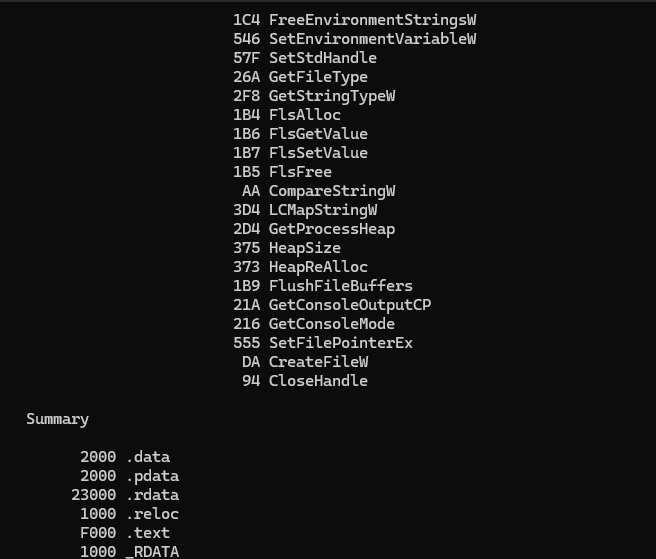 1C4 FreeEnvironmentStringsW
546 SetEnvironmentVariableW
57F SetStdHandle
26A GetFileType
2F8 GetStringTypeW
1B4 FlsAlloc
1B6 FlsGetValue
1B7 FlsSetValue
1B5 FlsFree
AA CompareStringW
3D4 LCMapStringW
2D4 GetProcessHeap
375 HeapSize
373 HeapReAlloc
1B9 FlushFileBuffers
21A GetConsoleOutputCP
216 GetConsoleMode
555 SetFilePointerEx
DA CreateFileW
94 CloseHandle
Summary
2000 .data
2000 .pdata
23000 .rdata
1000 .reloc
F000 .text
1000 _RDATA